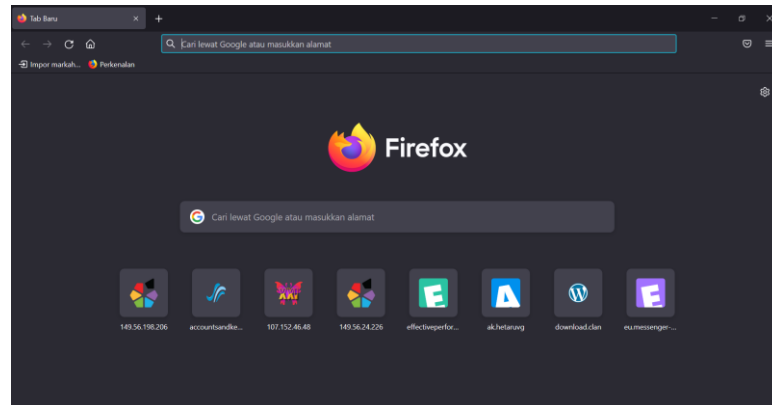 Tab Baru
Cari lewat Google atau masukkan alamat
Impor markah... Perkenalan
Firefox
Cari lewat Google atau masukkan alamat
149.56.198.206 accountsandke... 107.152.46.48 149.56.24.226 effectiveperfor... ak.hetaruvg download.clan eu.messenger-...